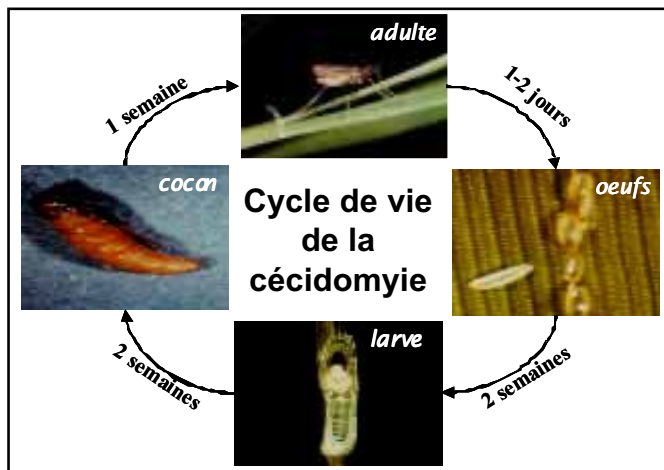 adulte
1 semaine
1-2 jours
cocon
oeufs
Cycle de vie
de la
cécidomyie
larve
2 semaines
2 semaines